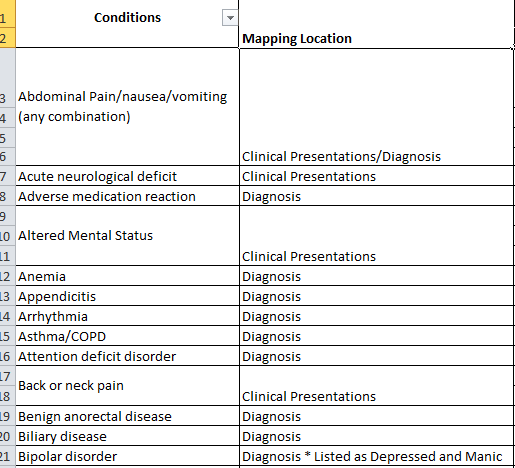 1 Conditions
2 Mapping Location
3 Abdominal Pain/nausea/vomiting
4 (any combination)
5
6 Clinical Presentations/Diagnosis
7 Acute neurological deficit Clinical Presentations
8 Adverse medication reaction Diagnosis
9
10 Altered Mental Status
11 Clinical Presentations
12 Anemia Diagnosis
13 Appendicitis Diagnosis
14 Arrhythmia Diagnosis
15 Asthma/COPD Diagnosis
16 Attention deficit disorder Diagnosis
17 Back or neck pain
18 Clinical Presentations
19 Benign anorectal disease Diagnosis
20 Biliary disease Diagnosis
21 Bipolar disorder Diagnosis * Listed as Depressed and Manic